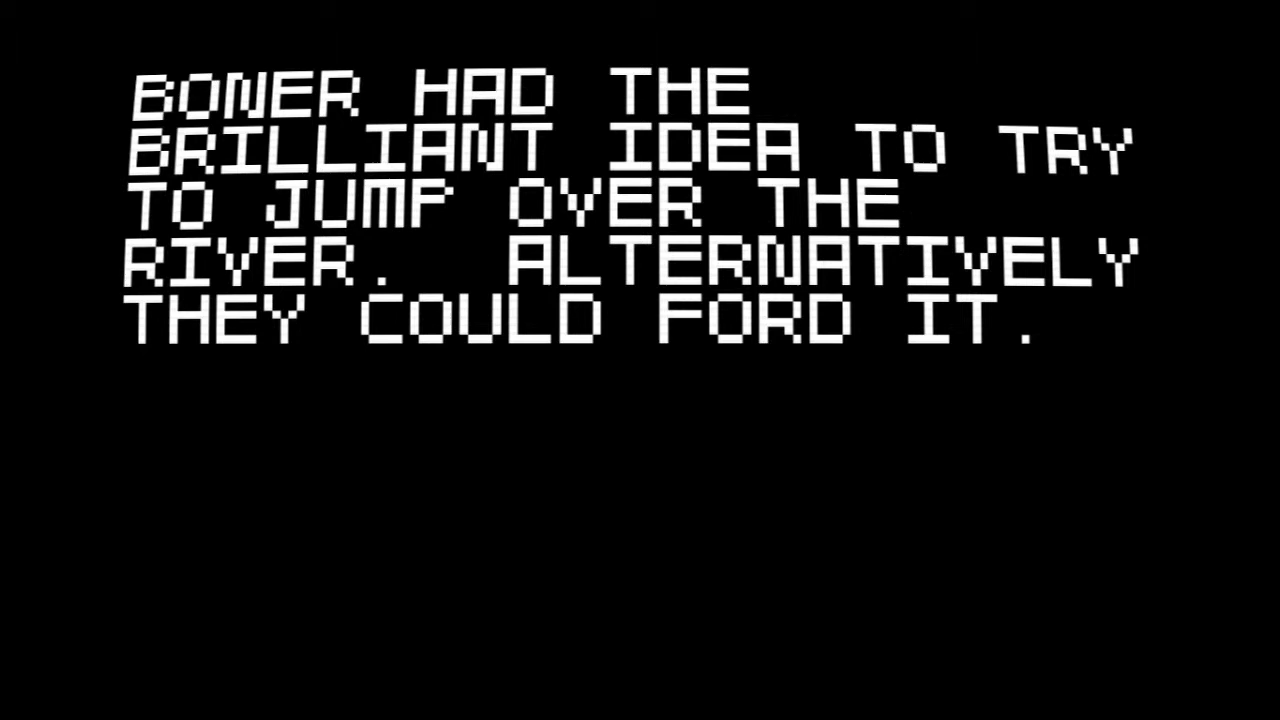 BONER HAD THE
BRILLIANT IDEA TO TRY
TO JUMP OVER THE
RIVER.  ALTERNATIVELY
THEY COULD FORD IT.